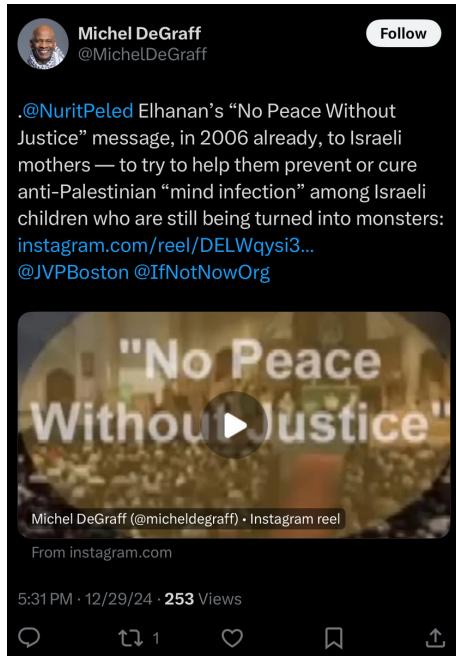 Michel DeGraff
@MichelDeGraff
Follow
.@NuritPeled Elhanan’s “No Peace Without
Justice” message, in 2006 already, to Israeli
mothers — to try to help them prevent or cure
anti-Palestinian “mind infection” among Israeli
children who are still being turned into monsters:
instagram.com/reel/DELWqysi3...
@JVPBoston @IfNotNowOrg
"No Peace
Without Justice"
Michel DeGraff (@micheldegraff) • Instagram reel
From instagram.com
5:31 PM · 12/29/24 · 253 Views
1